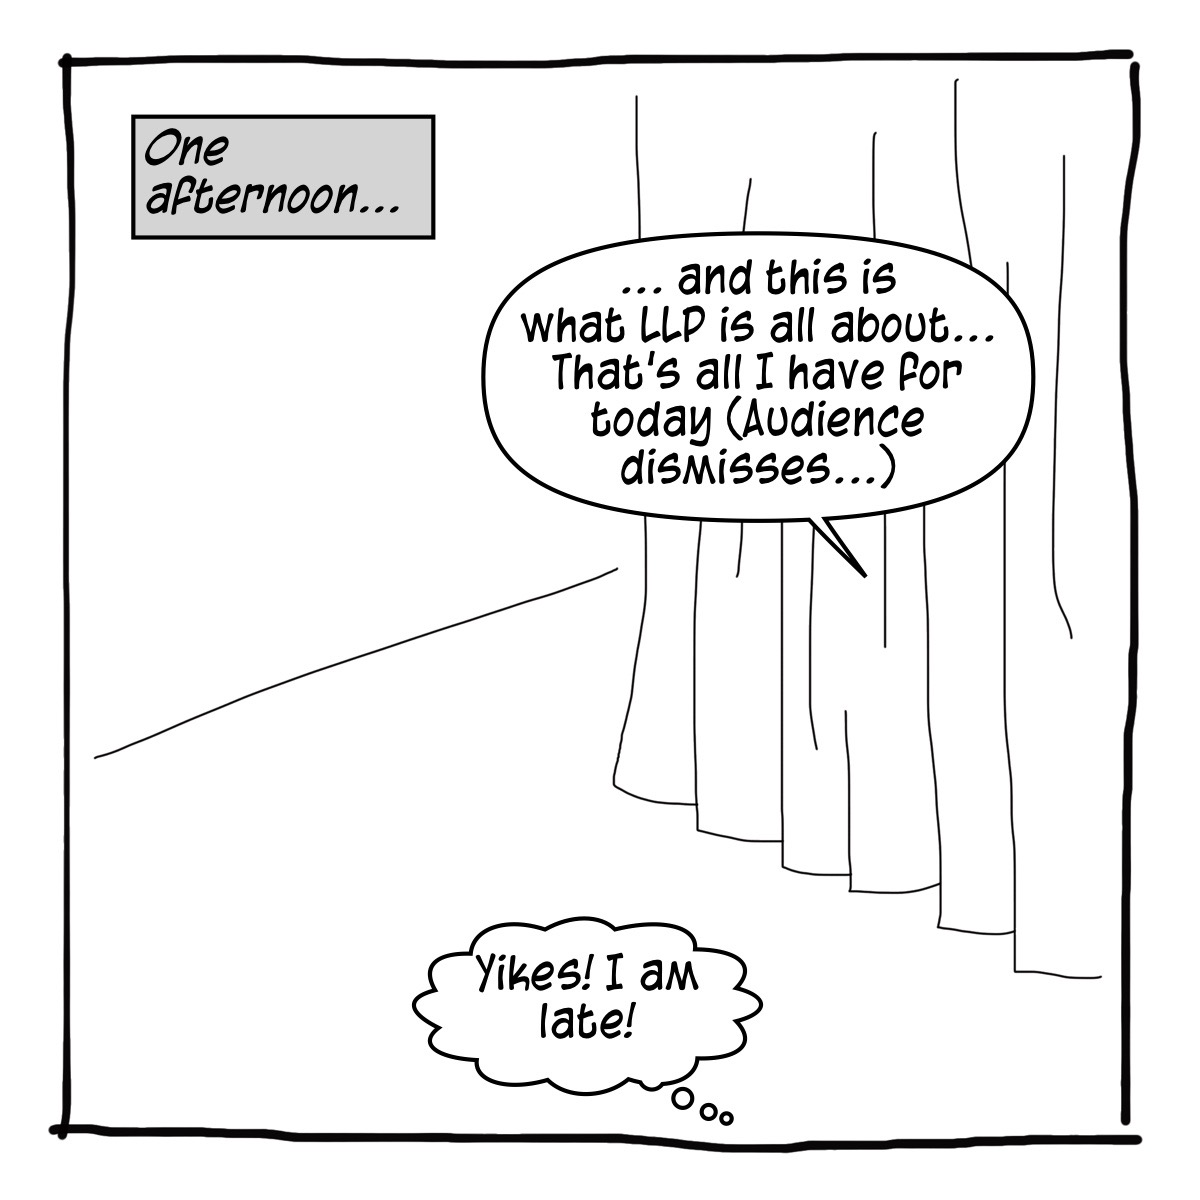 One
afternoon...
... and this is
what LLP is all about...
That's all I have for
today (Audience
dismisses...)
Yikes! I am
late!